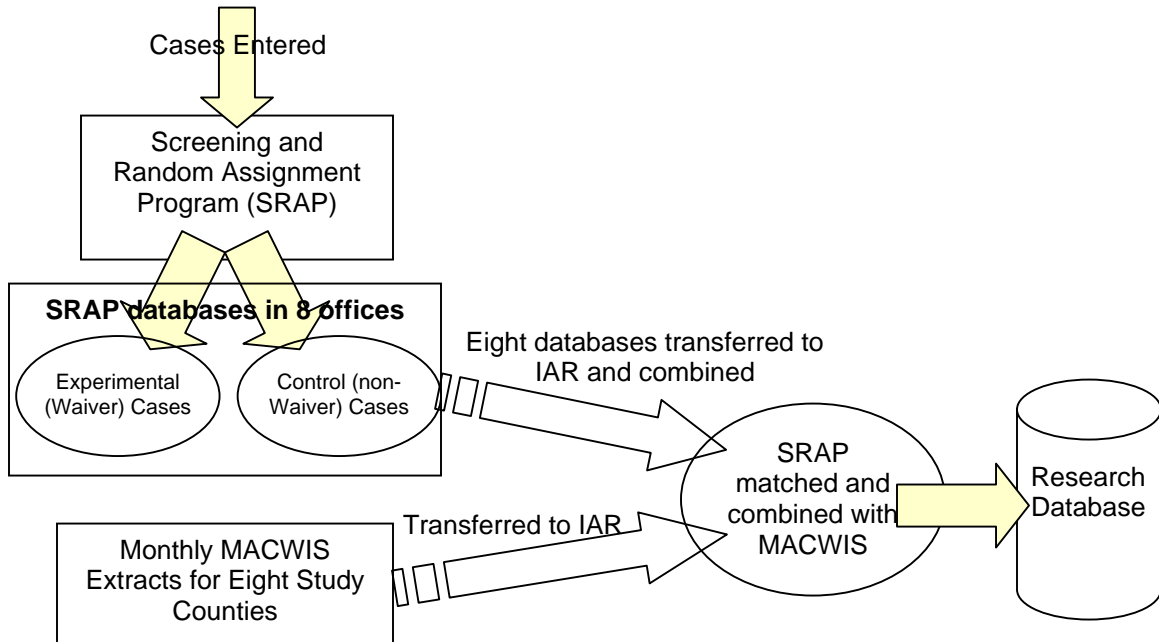 Cases Entered
Screening and
Random Assignment
Program (SRAP)
SRAP databases in 8 offices
Experimental
(Waiver) Cases
Control (non-
Waiver) Cases
Eight databases transferred to
IAR and combined
SRAP
matched and
combined with
MACWIS
Research
Database
Transferred to IAR
Monthly MACWIS
Extracts for Eight Study
Counties